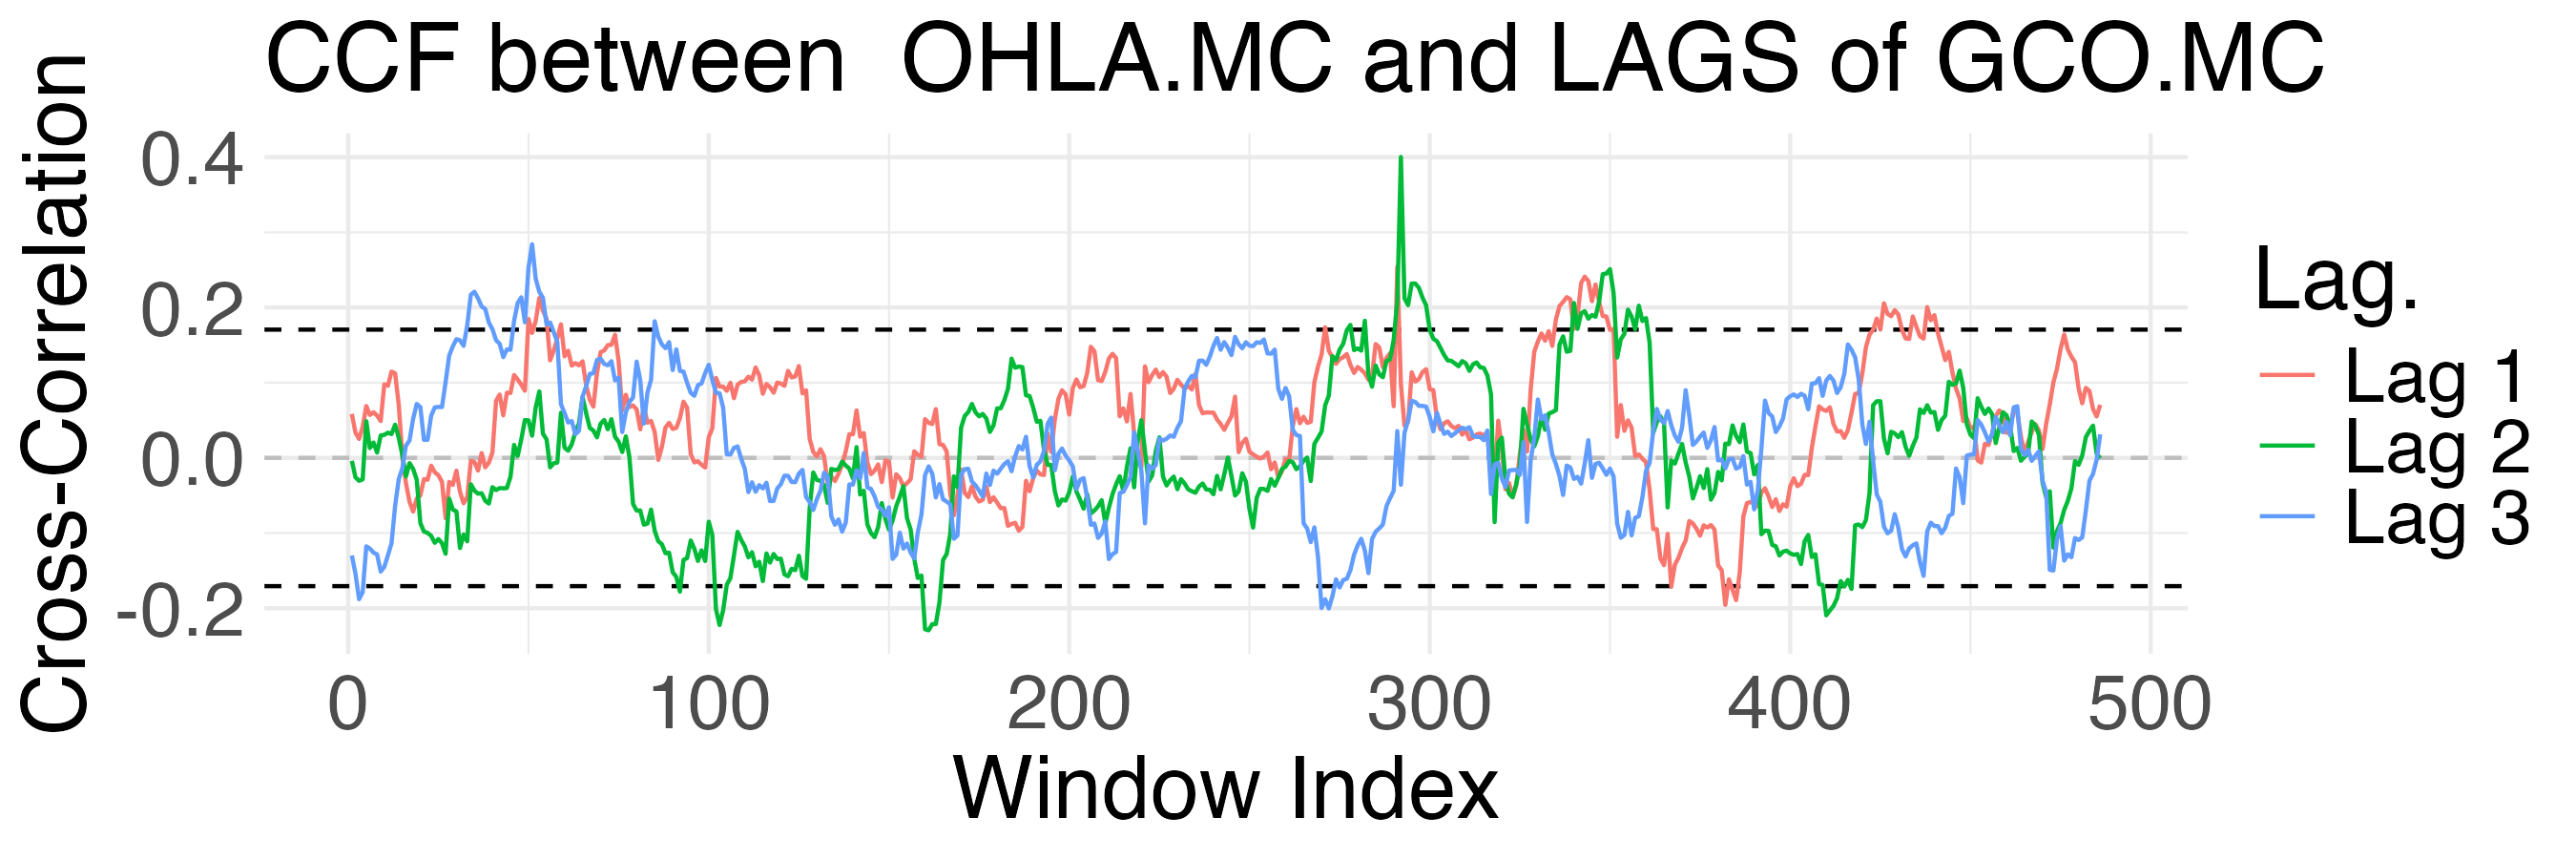 CCF between  OHLA.MC and LAGS of GCO.MC
Cross-Correlation
0.4
0.2
0.0
-0.2
0 100 200 300 400 500
Window Index
Lag.
Lag 1
Lag 2
Lag 3